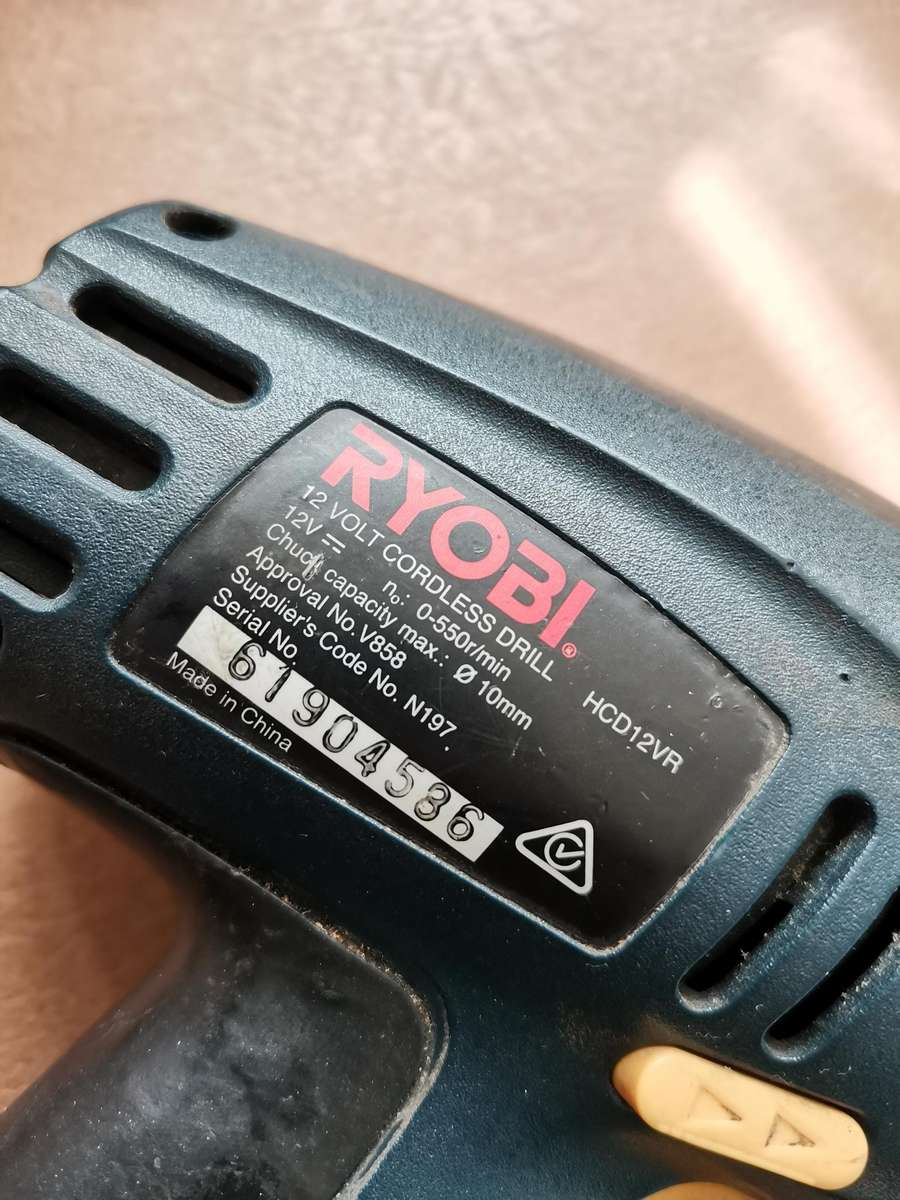 RYOBI®
12 VOLT CORDLESS DRILL HCD12VR
12V n₀: 0-550r/min
Chuck capacity max.: Ø 10mm
Approval No. V858
Supplier's Code No. N197
Serial No.
61904536
Made in China